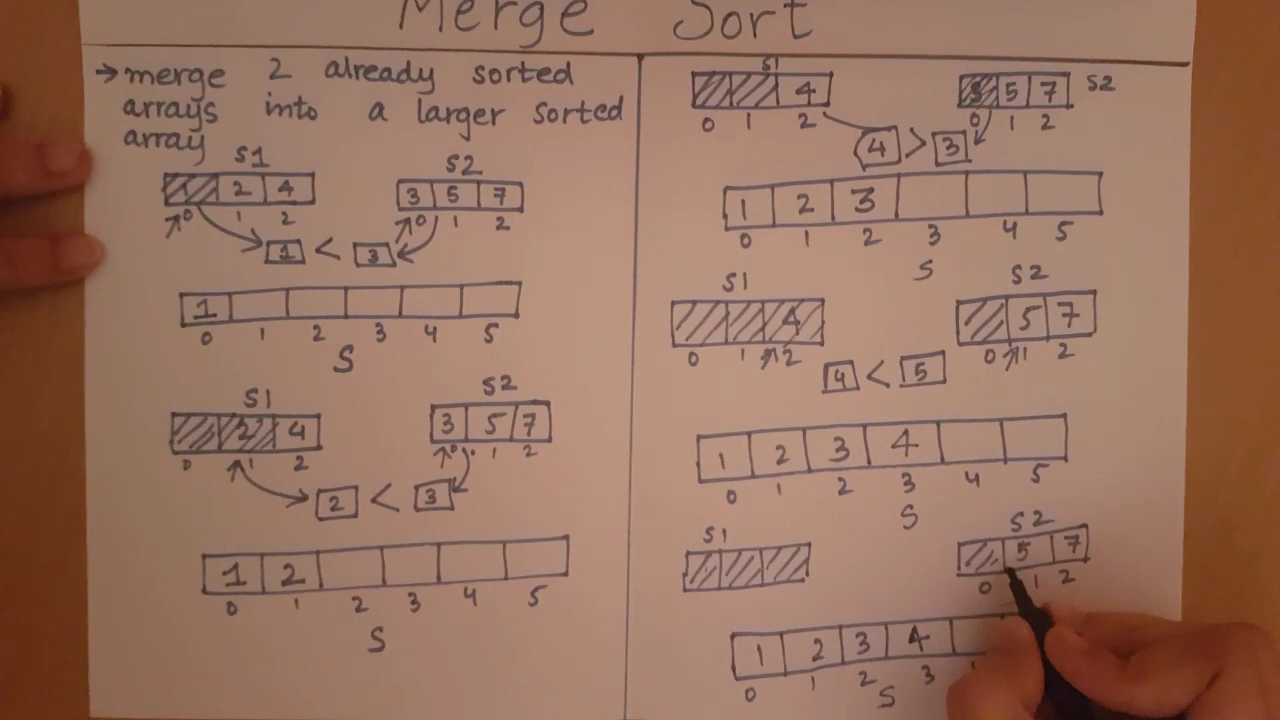 Merge Sort
→ merge 2 already sorted
arrays into a larger sorted
array
S1 S2
1 2 4 3 5 7
0 1 2 0 1 2
1 < 3
1
0 1 2 3 4 5
S
S1 S2
2 4 3 5 7
0 1 2 0 1 2
2 < 3
1 2
0 1 2 3 4 5
S
S1 S2
4 3 5 7
0 1 2 0 1 2
4 > 3
1 2 3
0 1 2 3 4 5
S
S1 S2
4 5 7
0 1 2 0 1 2
4 < 5
1 2 3 4
0 1 2 3 4 5
S
S1 S2
5 7
0 1 2
1 2 3 4
0 1 2 3
S